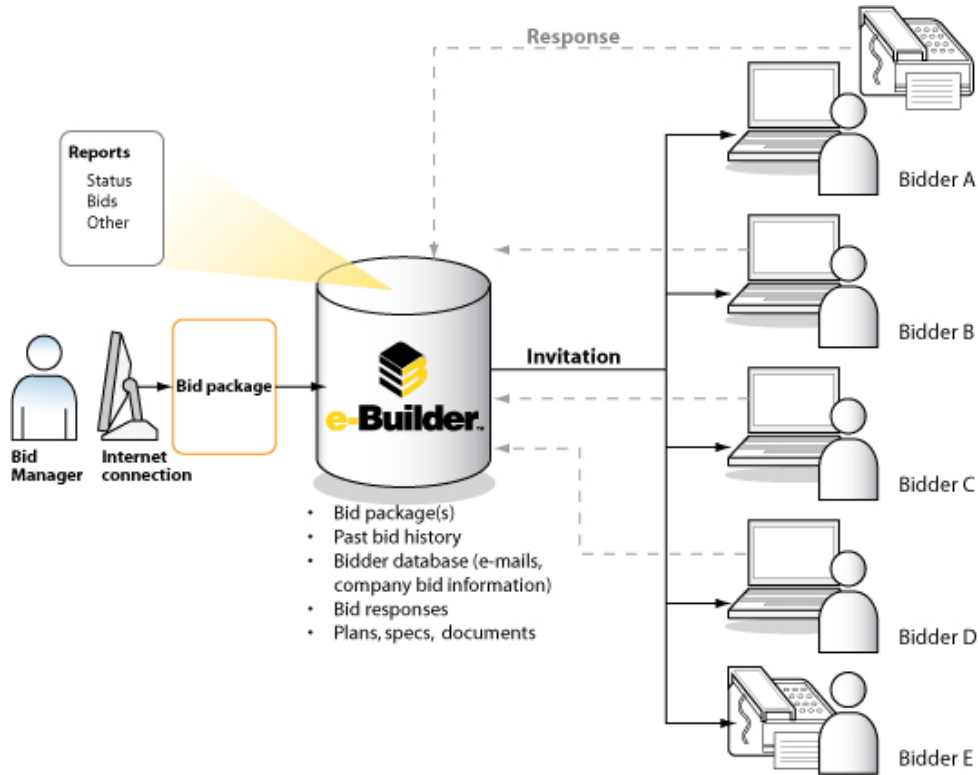 Response
Reports
Status
Bids
Other
Bidder A
Bidder B
Invitation
Bid package
e-Builder™
Bid
Manager
Internet
connection
Bidder C
• Bid package(s)
• Past bid history
• Bidder database (e-mails,
company bid information)
• Bid responses
• Plans, specs, documents
Bidder D
Bidder E